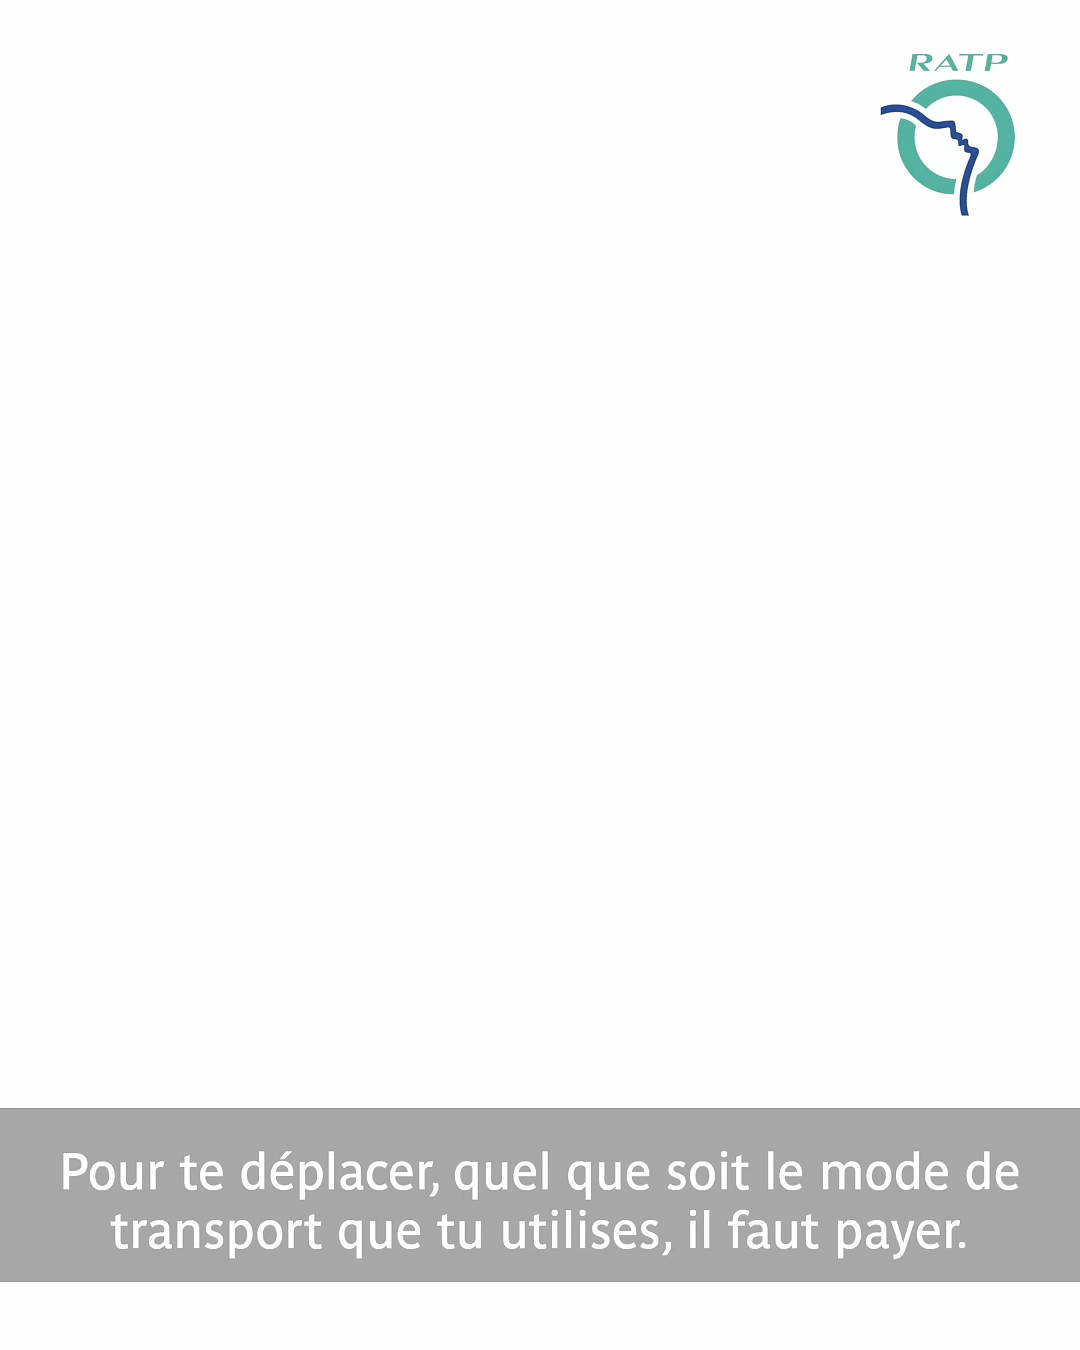 RATP
Pour te déplacer, quel que soit le mode de
transport que tu utilises, il faut payer.